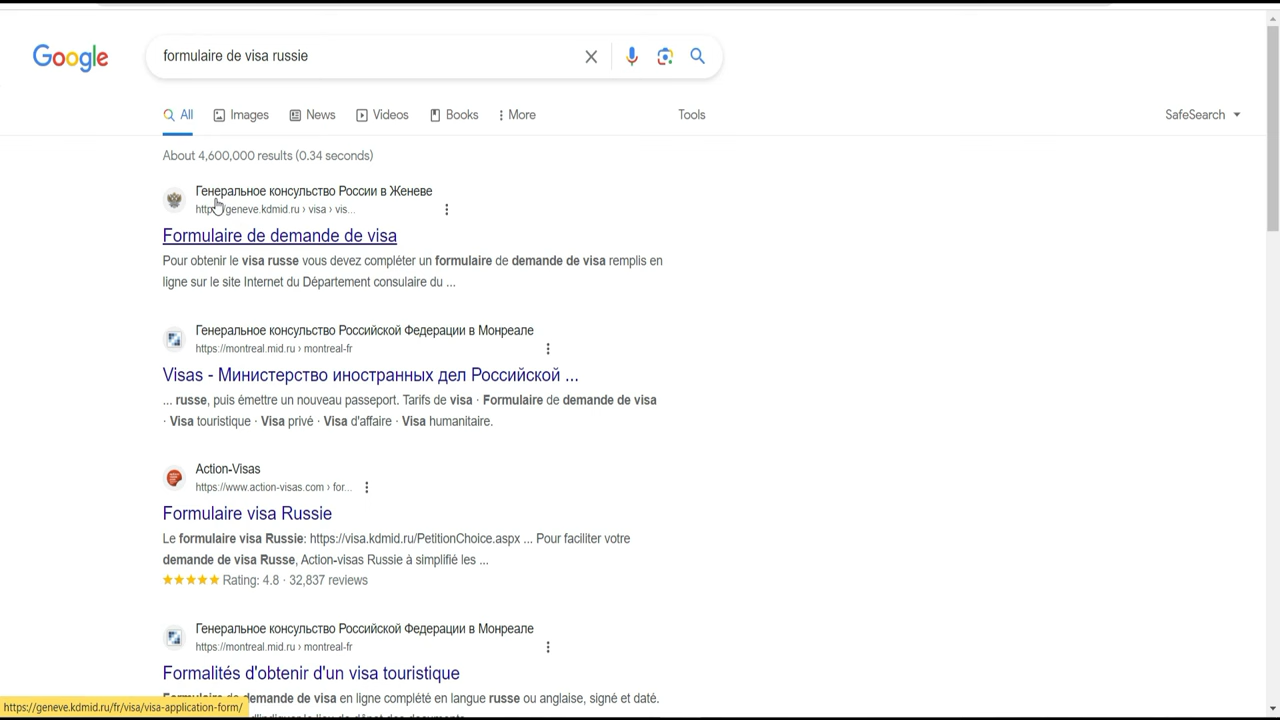 Google
formulaire de visa russie
All Images News Videos Books More Tools SafeSearch
About 4,600,000 results (0.34 seconds)
Генеральное консульство России в Женеве
geneve.kdmid.ru › visa › vis...
Formulaire de demande de visa
Pour obtenir le visa russe vous devez compléter un formulaire de demande de visa remplis en
ligne sur le site Internet du Département consulaire du ...
Генеральное консульство Российской Федерации в Монреале
https://montreal.mid.ru › montreal-fr
Visas - Министерство иностранных дел Российской ...
... russe, puis émettre un nouveau passeport. Tarifs de visa · Formulaire de demande de visa
· Visa touristique · Visa privé · Visa d'affaire · Visa humanitaire.
Action-Visas
https://www.action-visas.com › for...
Formulaire visa Russie
Le formulaire visa Russie: https://visa.kdmid.ru/PetitionChoice.aspx ... Pour faciliter votre
demande de visa Russe, Action-visas Russie à simplifié les ...
Rating: 4.8 · 32,837 reviews
Генеральное консульство Российской Федерации в Монреале
https://montreal.mid.ru › montreal-fr
Formalités d'obtenir d'un visa touristique
demande de visa en ligne complété en langue russe ou anglaise, signé et daté.
https://geneve.kdmid.ru/fr/visa/visa-application-form/